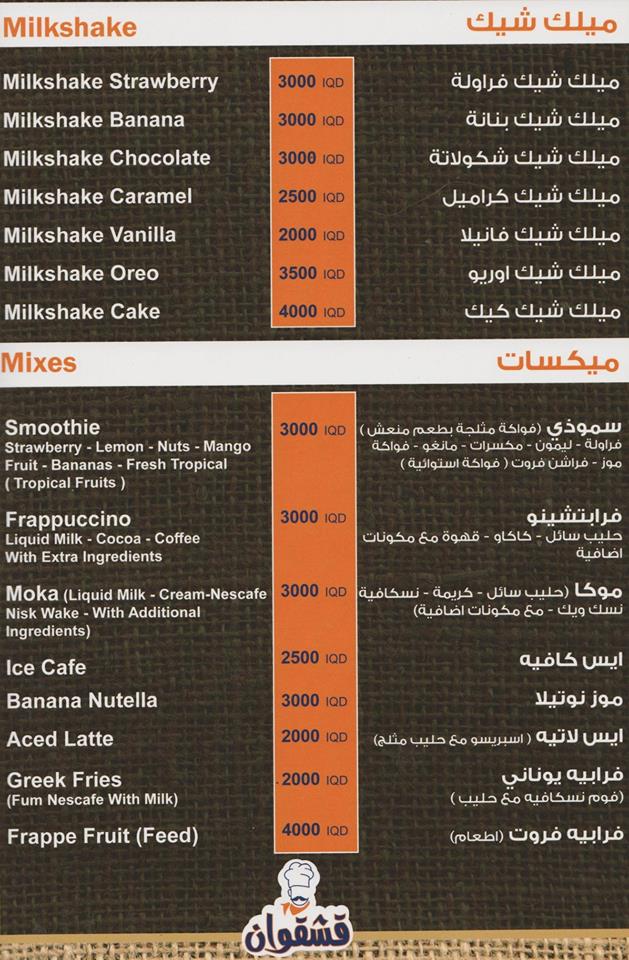 Milkshake ميلك شيك
Milkshake Strawberry 3000 IQD ميلك شيك فراولة
Milkshake Banana 3000 IQD ميلك شيك بنانة
Milkshake Chocolate 3000 IQD ميلك شيك شكولاتة
Milkshake Caramel 2500 IQD ميلك شيك كراميل
Milkshake Vanilla 2000 IQD ميلك شيك فانيلا
Milkshake Oreo 3500 IQD ميلك شيك اوريو
Milkshake Cake 4000 IQD ميلك شيك كيك
Mixes ميكسات
Smoothie 3000 IQD سموذي (فواكة مثلجة بطعم منعش )
Strawberry - Lemon - Nuts - Mango فراولة - ليمون - مكسرات - مانغو - فواكة
Fruit - Bananas - Fresh Tropical موز - فراشن فروت ( فواكة استوائية )
( Tropical Fruits )
Frappuccino 3000 IQD فرابتشينو
Liquid Milk - Cocoa - Coffee حليب سائل - كاكاو - قهوة مع مكونات
With Extra Ingredients اضافية
Moka (Liquid Milk - Cream-Nescafe 3000 IQD موكا (حليب سائل - كريمة - نسكافية
Nisk Wake - With Additional نسك ويك - مع مكونات اضافية)
Ingredients)
Ice Cafe 2500 IQD ايس كافيه
Banana Nutella 3000 IQD موز نوتيلا
Aced Latte 2000 IQD ايس لاتيه ( اسبريسو مع حليب مثلج)
Greek Fries 2000 IQD فرابيه يوناني
(Fum Nescafe With Milk) (فوم نسكافيه مع حليب )
Frappe Fruit (Feed) 4000 IQD فرابيه فروت (اطعام)
قشقوان